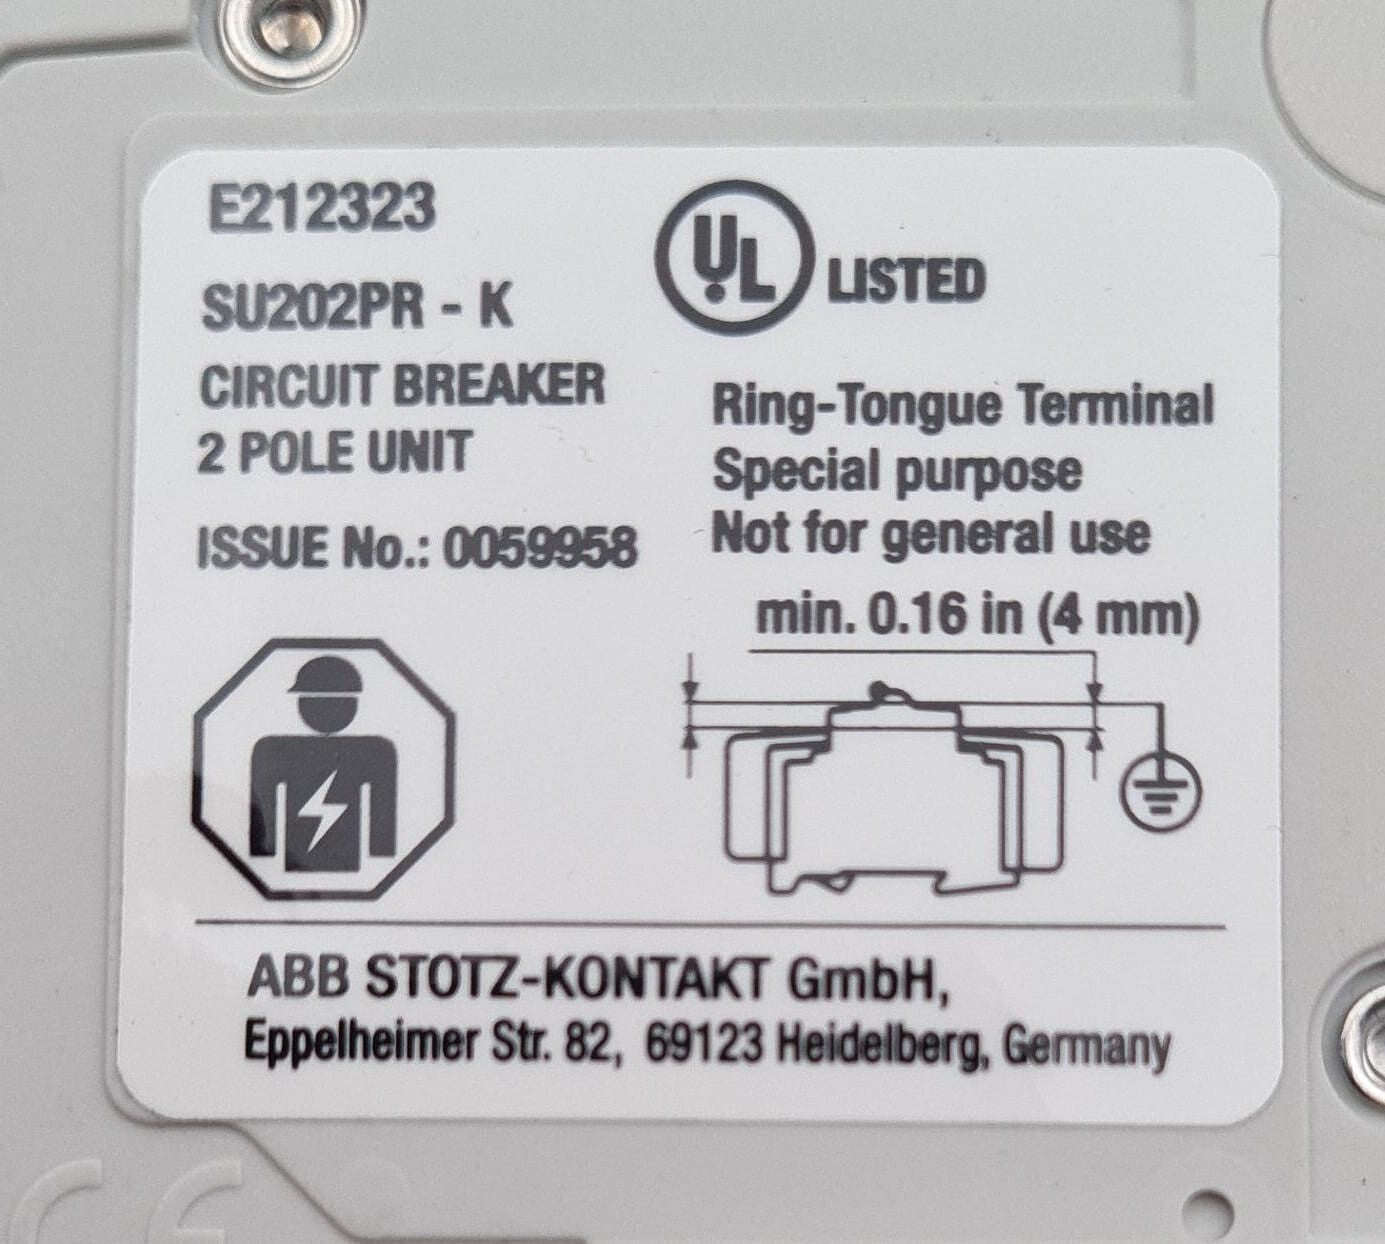 E212323
SU202PR - K
CIRCUIT BREAKER
2 POLE UNIT
ISSUE No.: 0059958
UL LISTED
Ring-Tongue Terminal
Special purpose
Not for general use
min. 0.16 in (4 mm)
ABB STOTZ-KONTAKT GmbH,
Eppelheimer Str. 82, 69123 Heidelberg, Germany
CE